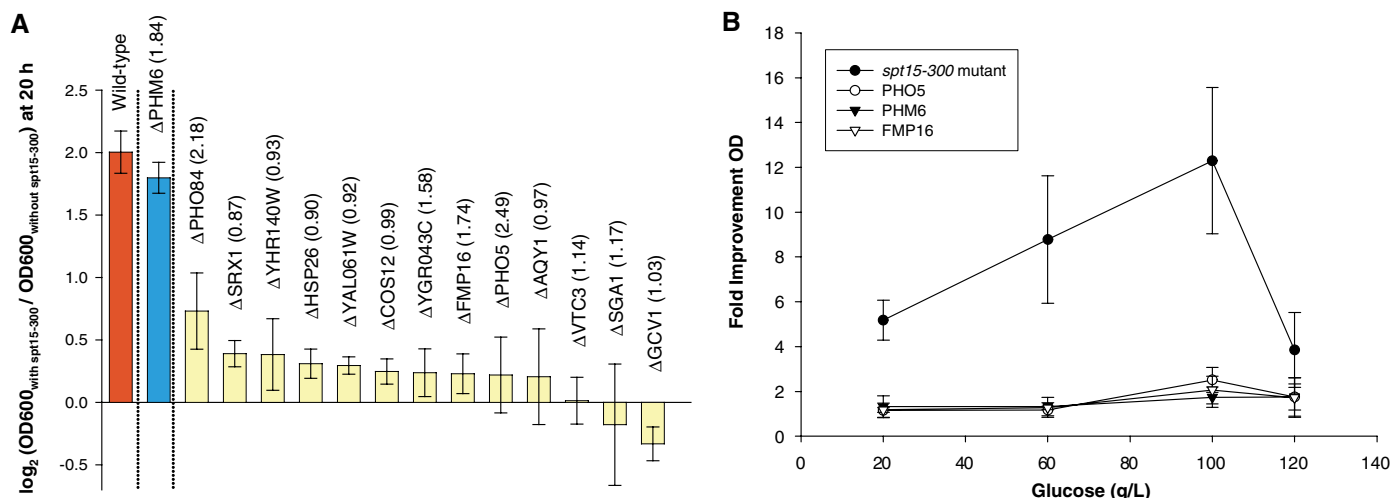 A
log₂ (OD600with spt15-300 / OD600without spt15-300) at 20 h
2.5
2.0
1.5
1.0
0.5
0.0
-0.5
Wild-type
ΔPHM6 (1.84)
ΔPHO84 (2.18)
ΔSRX1 (0.87)
ΔYHR140W (0.93)
ΔHSP26 (0.90)
ΔYAL061W (0.92)
ΔCOS12 (0.99)
ΔYGR043C (1.58)
ΔFMP16 (1.74)
ΔPHO5 (2.49)
ΔAQY1 (0.97)
ΔVTC3 (1.14)
ΔSGA1 (1.17)
ΔGCV1 (1.03)
B
Fold Improvement OD
18
16
14
12
10
8
6
4
2
0
spt15-300 mutant
PHO5
PHM6
FMP16
0 20 40 60 80 100 120 140
Glucose (g/L)